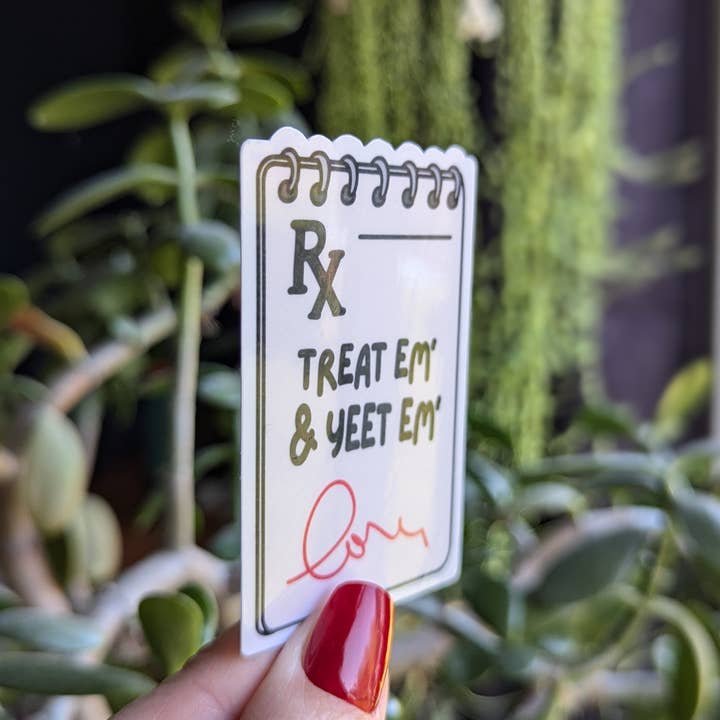 Rx
TREAT EM'
& YEET EM'